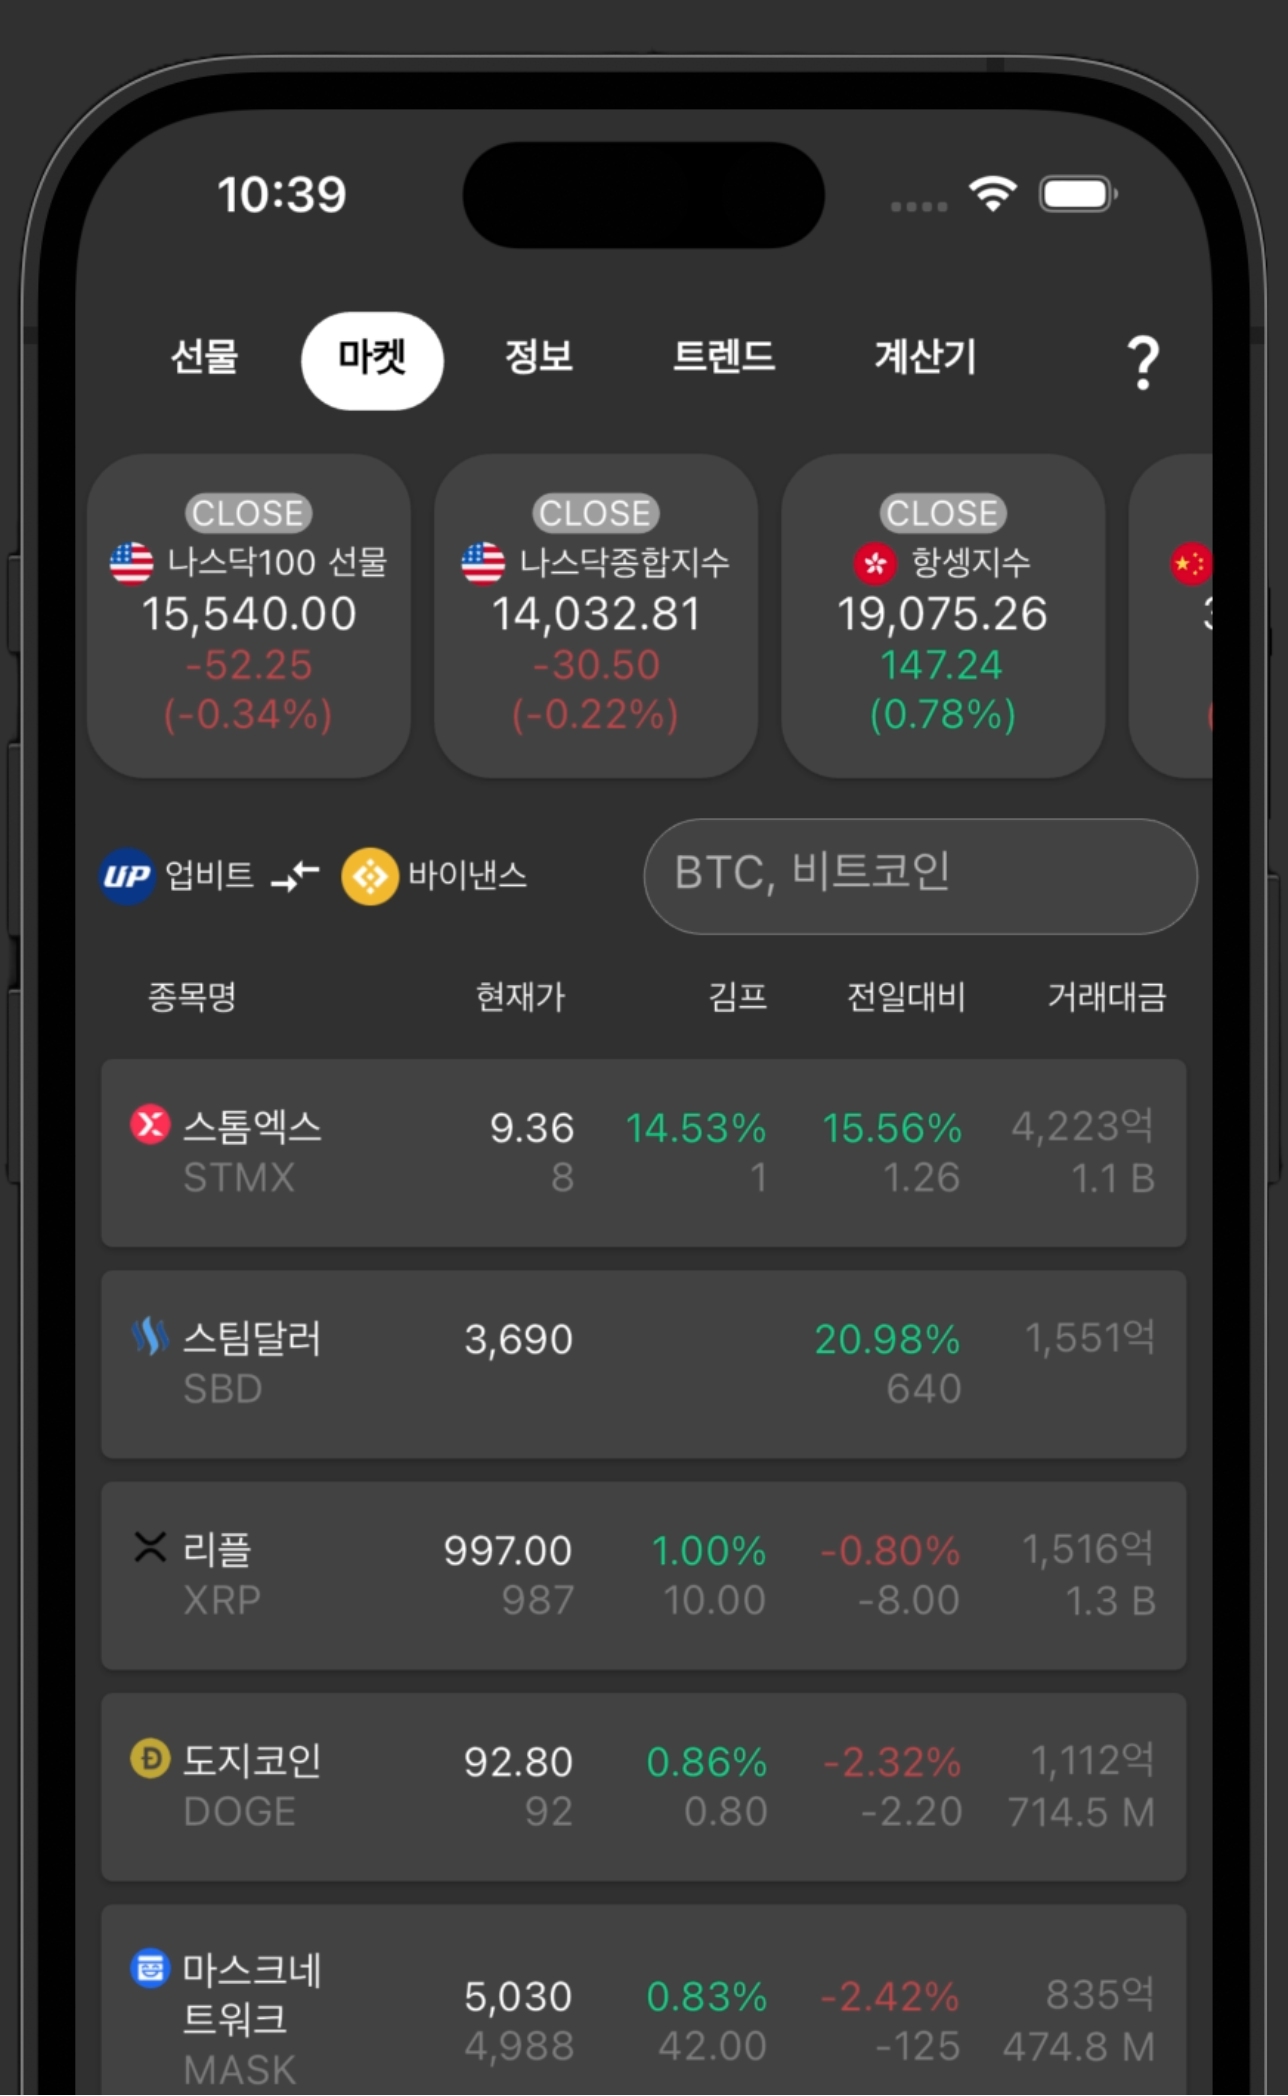 10:39
선물 마켓 정보 트렌드 계산기 ?
CLOSE CLOSE CLOSE
나스닥100 선물 나스닥종합지수 항셍지수
15,540.00 14,032.81 19,075.26
-52.25 -30.50 147.24
(-0.34%) (-0.22%) (0.78%)
UP 업비트 바이낸스 BTC, 비트코인
종목명 현재가 김프 전일대비 거래대금
스톰엑스 9.36 14.53% 15.56% 4,223억
STMX 8 1 1.26 1.1 B
스팀달러 3,690 20.98% 1,551억
SBD 640
리플 997.00 1.00% -0.80% 1,516억
XRP 987 10.00 -8.00 1.3 B
도지코인 92.80 0.86% -2.32% 1,112억
DOGE 92 0.80 -2.20 714.5 M
마스크네
트워크 5,030 0.83% -2.42% 835억
4,988 42.00 -125 474.8 M
MASK